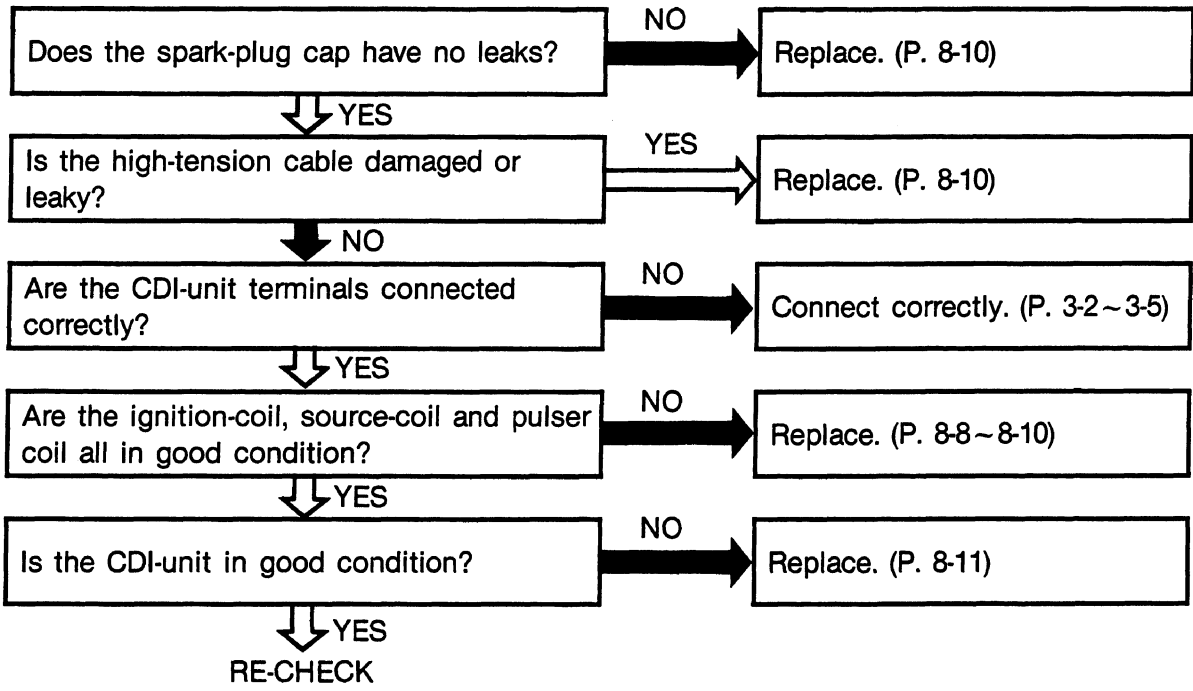 NO
Does the spark-plug cap have no leaks?
Replace. (P. 8-10)
YES
Is the high-tension cable damaged or
leaky?
YES
Replace. (P. 8-10)
NO
Are the CDI-unit terminals connected
correctly?
NO
Connect correctly. (P. 3-2~3-5)
YES
Are the ignition-coil, source-coil and pulser
coil all in good condition?
NO
Replace. (P. 8-8~8-10)
YES
Is the CDI-unit in good condition?
NO
Replace. (P. 8-11)
YES
RE-CHECK